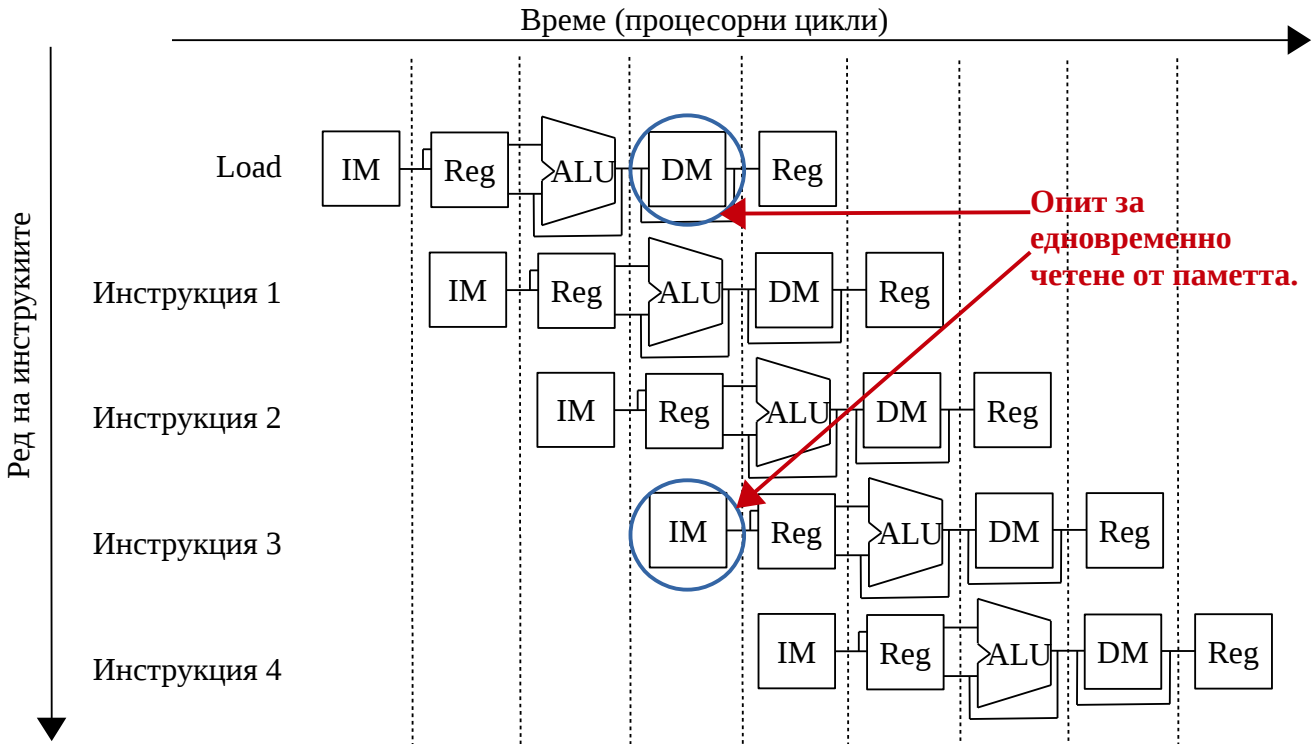 Време (процесорни цикли)
Ред на инструкиите
Load
IM
Reg
ALU
DM
Reg
Опит за
едновременно
четене от паметта.
Инструкция 1
IM
Reg
ALU
DM
Reg
Инструкция 2
IM
Reg
ALU
DM
Reg
Инструкция 3
IM
Reg
ALU
DM
Reg
Инструкция 4
IM
Reg
ALU
DM
Reg